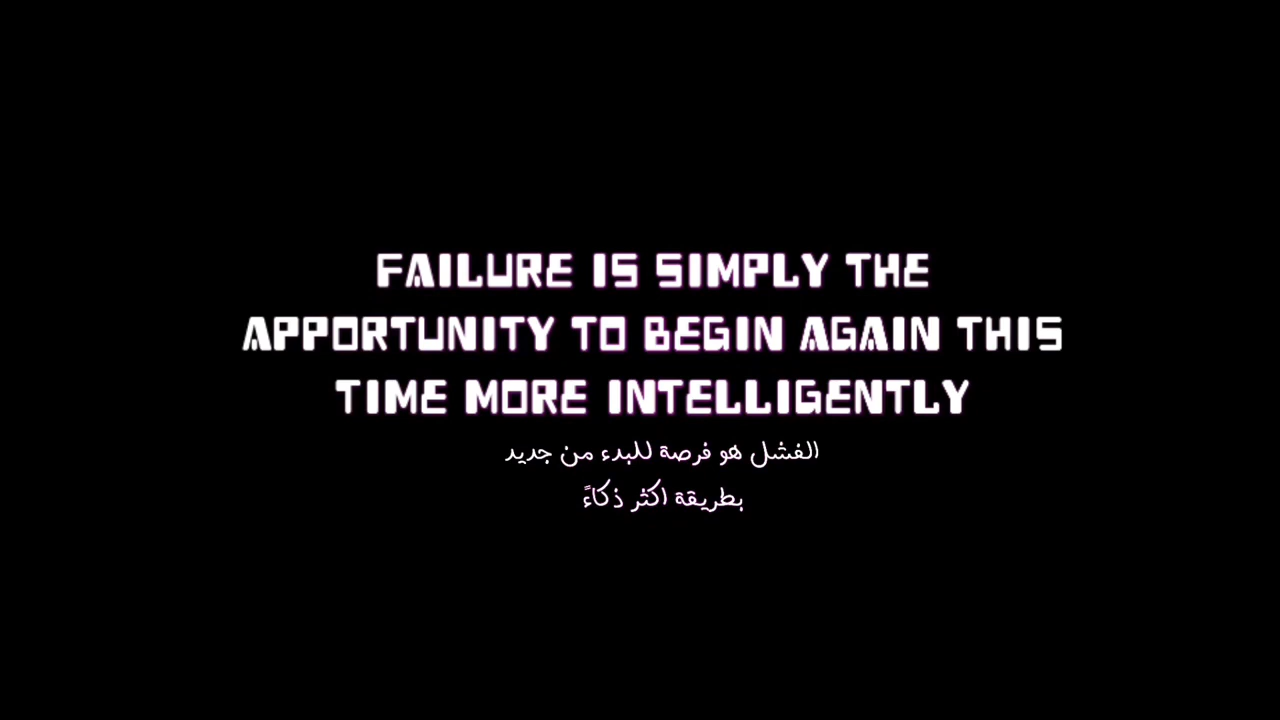 FAILURE IS SIMPLY THE
APPORTUNITY TO BEGIN AGAIN THIS
TIME MORE INTELLIGENTLY
الفشل هو فرصة للبدء من جديد
بطريقة اكثر ذكاءً